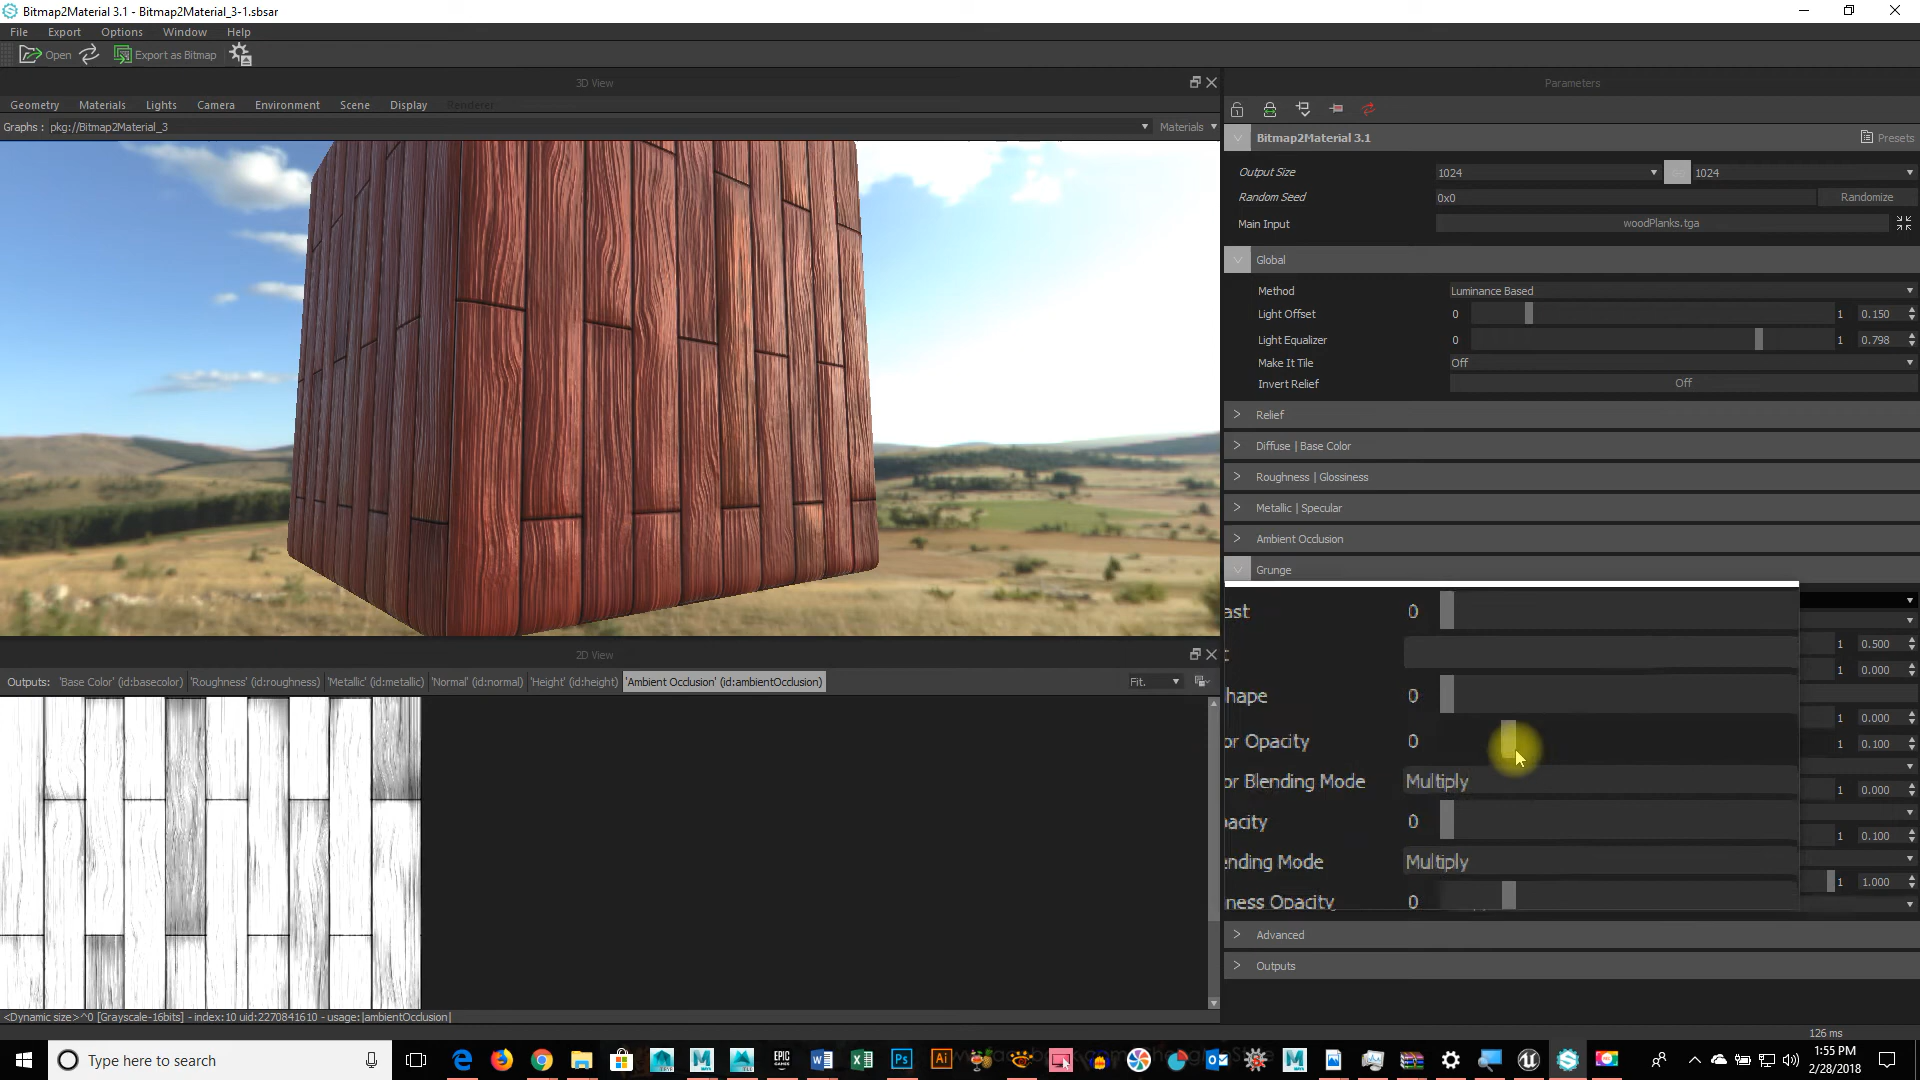 Bitmap2Material 3.1 - Bitmap2Material_3-1.sbsar
File Export Options Window Help
Open Export as Bitmap
3D View
Parameters
Geometry Materials Lights Camera Environment Scene Display Renderer
Graphs : pkg://Bitmap2Material_3 Materials
Bitmap2Material 3.1 Presets
Output Size 1024 1024
Random Seed 0x0 Randomize
Main Input woodPlanks.tga
Global
Method Luminance Based
Light Offset 0 1 0.150
Light Equalizer 0 1 0.798
Make It Tile Off
Invert Relief Off
Relief
Diffuse | Base Color
Roughness | Glossiness
Metallic | Specular
Ambient Occlusion
Grunge
ast 0 1 0.500
t 1 0.000
hape 0 1 0.000
or Opacity 0 1 0.100
or Blending Mode Multiply
acity 0 1 0.000
ending Mode Multiply 1 0.100
ness Opacity 0 1 1.000
Advanced
Outputs
2D View
Outputs: 'Base Color' (id:basecolor) 'Roughness' (id:roughness) 'Metallic' (id:metallic) 'Normal' (id:normal) 'Height' (id:height) 'Ambient Occlusion' (id:ambientOcclusion) Fit.
<Dynamic size>^0 [Grayscale-16bits] - index:10 uid:2270841610 - usage:|ambientOcclusion|
126 ms
Type here to search
EPIC GAMES
Ps
Ai
1:55 PM
2/28/2018